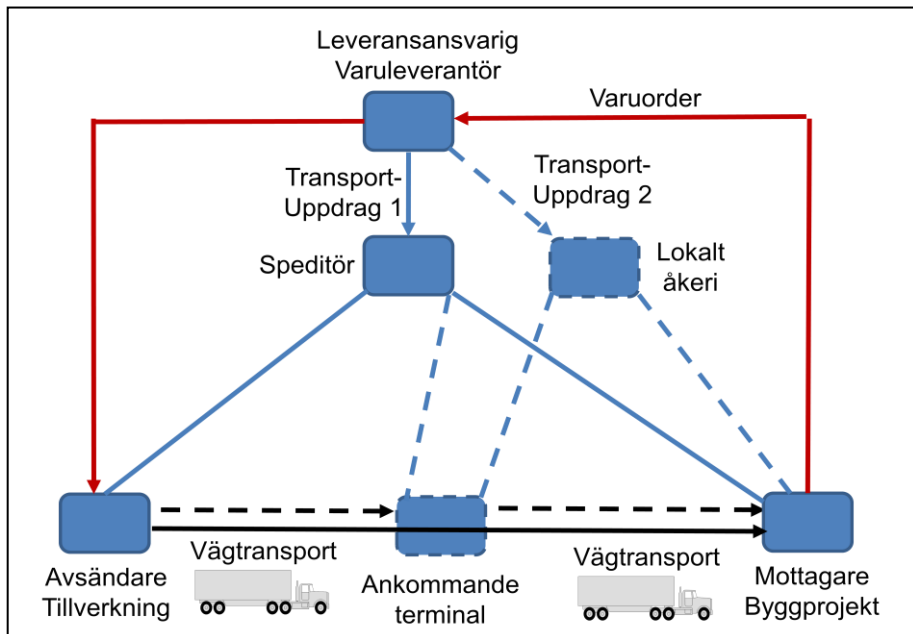 Leveransansvarig
Varuleverantör
Varuorder
Transport-
Uppdrag 1
Transport-
Uppdrag 2
Speditör
Lokalt
åkeri
Vägtransport
Vägtransport
Avsändare
Tillverkning
Ankommande
terminal
Mottagare
Byggprojekt